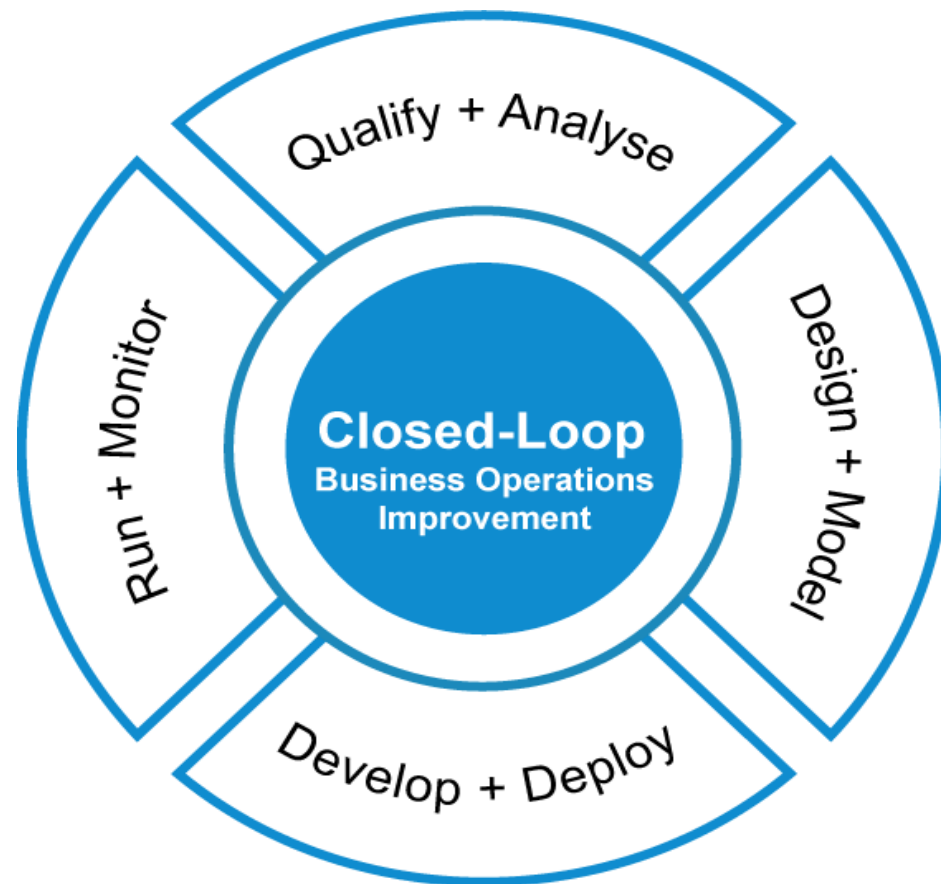 Qualify + Analyse
Design + Model
Develop + Deploy
Run + Monitor
Closed-Loop
Business Operations
Improvement